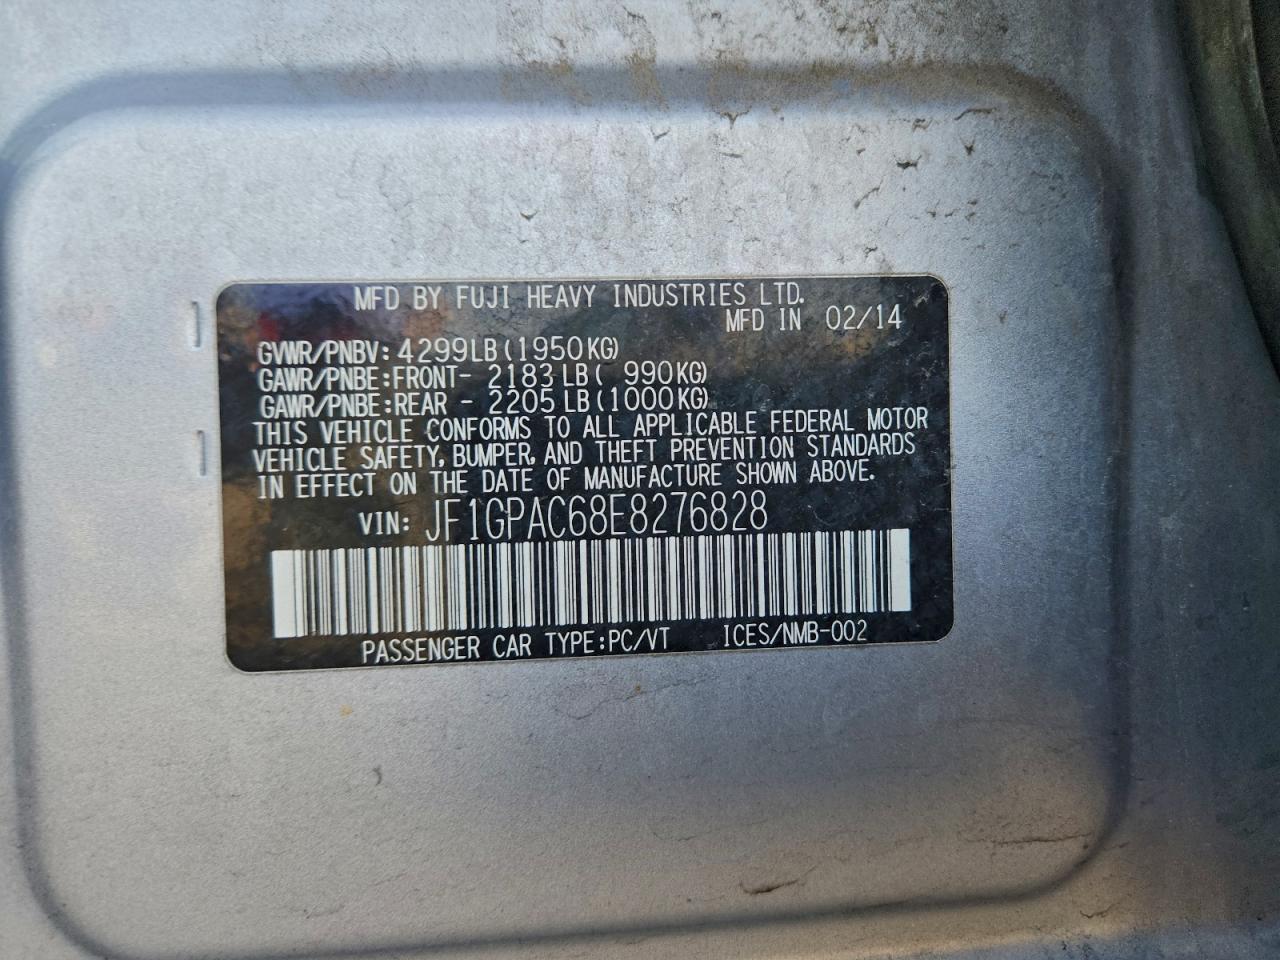 MFD BY FUJI HEAVY INDUSTRIES LTD.
MFD IN 02/14
GVWR/PNBV: 4299LB(1950KG)
GAWR/PNBE:FRONT- 2183LB( 990KG)
GAWR/PNBE:REAR - 2205LB(1000KG)
THIS VEHICLE CONFORMS TO ALL APPLICABLE FEDERAL MOTOR
VEHICLE SAFETY, BUMPER, AND THEFT PREVENTION STANDARDS
IN EFFECT ON THE DATE OF MANUFACTURE SHOWN ABOVE.
VIN: JF1GPAC68E8276828
PASSENGER CAR TYPE:PC/VT ICES/NMB-002